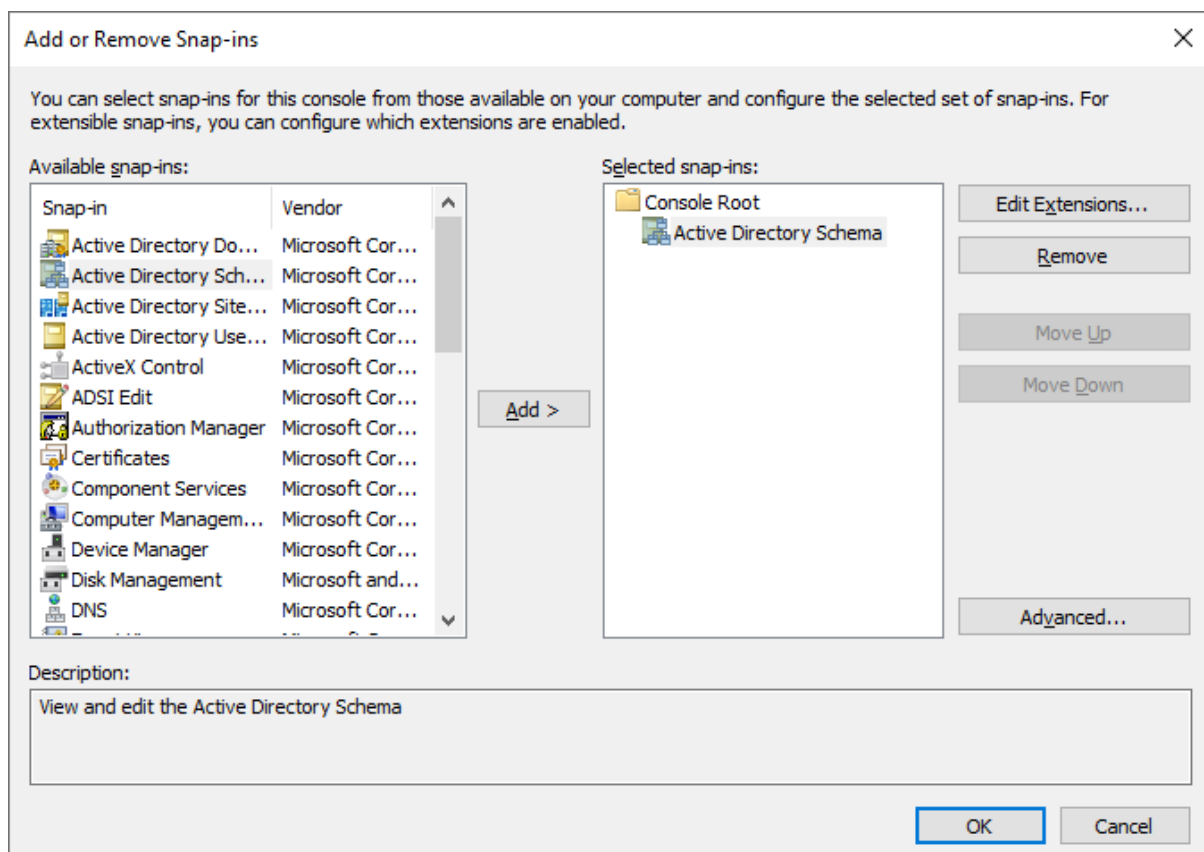 Add or Remove Snap-ins
You can select snap-ins for this console from those available on your computer and configure the selected set of snap-ins. For
extensible snap-ins, you can configure which extensions are enabled.
Available snap-ins:
Snap-in Vendor
Active Directory Do... Microsoft Cor...
Active Directory Sch... Microsoft Cor...
Active Directory Site... Microsoft Cor...
Active Directory Use... Microsoft Cor...
ActiveX Control Microsoft Cor...
ADSI Edit Microsoft Cor...
Authorization Manager Microsoft Cor...
Certificates Microsoft Cor...
Component Services Microsoft Cor...
Computer Managem... Microsoft Cor...
Device Manager Microsoft Cor...
Disk Management Microsoft and...
DNS Microsoft Cor...
Add >
Selected snap-ins:
Console Root
Active Directory Schema
Edit Extensions...
Remove
Move Up
Move Down
Advanced...
Description:
View and edit the Active Directory Schema
OK
Cancel